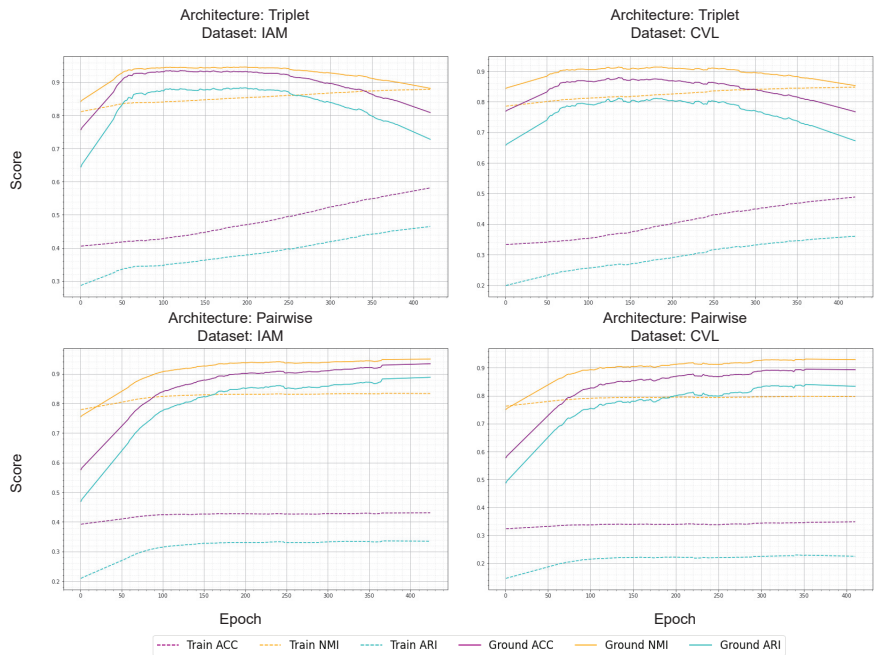 Architecture: Triplet
Dataset: IAM
Architecture: Triplet
Dataset: CVL
Score
0.9
0.8
0.7
0.6
0.5
0.4
0.3
0 50 100 150 200 250 300 350 400
0.9
0.8
0.7
0.6
0.5
0.4
0.3
0.2
0 50 100 150 200 250 300 350 400
Architecture: Pairwise
Dataset: IAM
Architecture: Pairwise
Dataset: CVL
Score
0.9
0.8
0.7
0.6
0.5
0.4
0.3
0.2
0 50 100 150 200 250 300 350 400
0.9
0.8
0.7
0.6
0.5
0.4
0.3
0.2
0 50 100 150 200 250 300 350 400
Epoch
Epoch
Train ACC Train NMI Train ARI Ground ACC Ground NMI Ground ARI